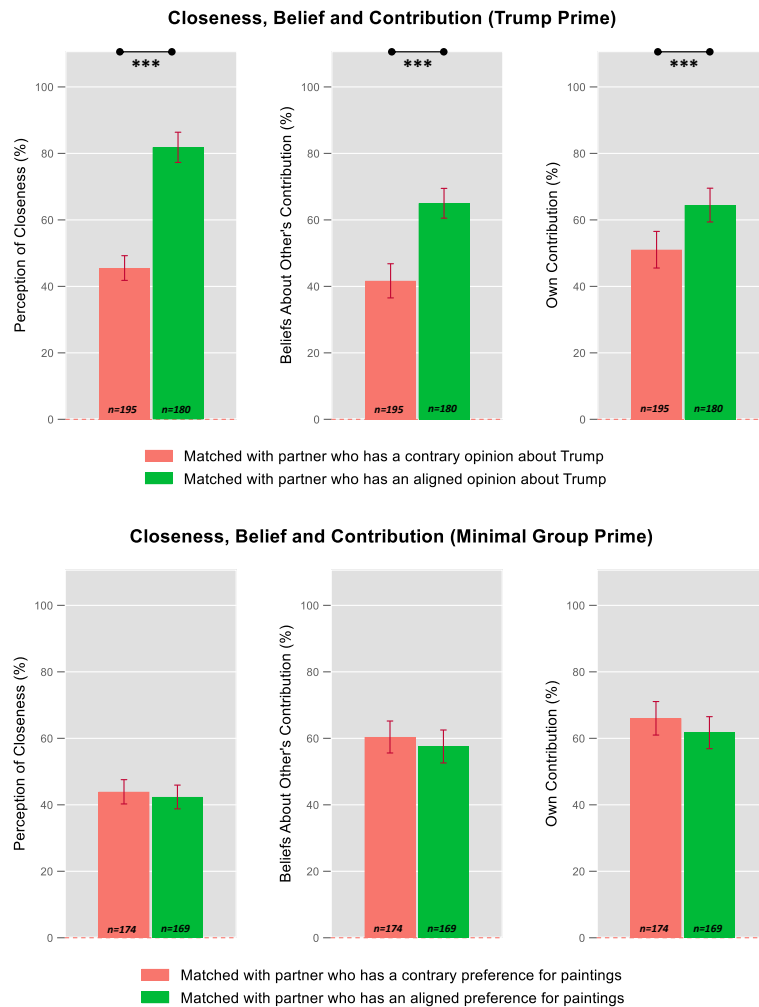 Closeness, Belief and Contribution (Trump Prime)
Perception of Closeness (%)
100
80
60
40
20
0
***
n=195
n=180
Beliefs About Other's Contribution (%)
100
80
60
40
20
0
***
n=195
n=180
Own Contribution (%)
100
80
60
40
20
0
***
n=195
n=180
Matched with partner who has a contrary opinion about Trump
Matched with partner who has an aligned opinion about Trump
Closeness, Belief and Contribution (Minimal Group Prime)
Perception of Closeness (%)
100
80
60
40
20
0
n=174
n=169
Beliefs About Other's Contribution (%)
100
80
60
40
20
0
n=174
n=169
Own Contribution (%)
100
80
60
40
20
0
n=174
n=169
Matched with partner who has a contrary preference for paintings
Matched with partner who has an aligned preference for paintings